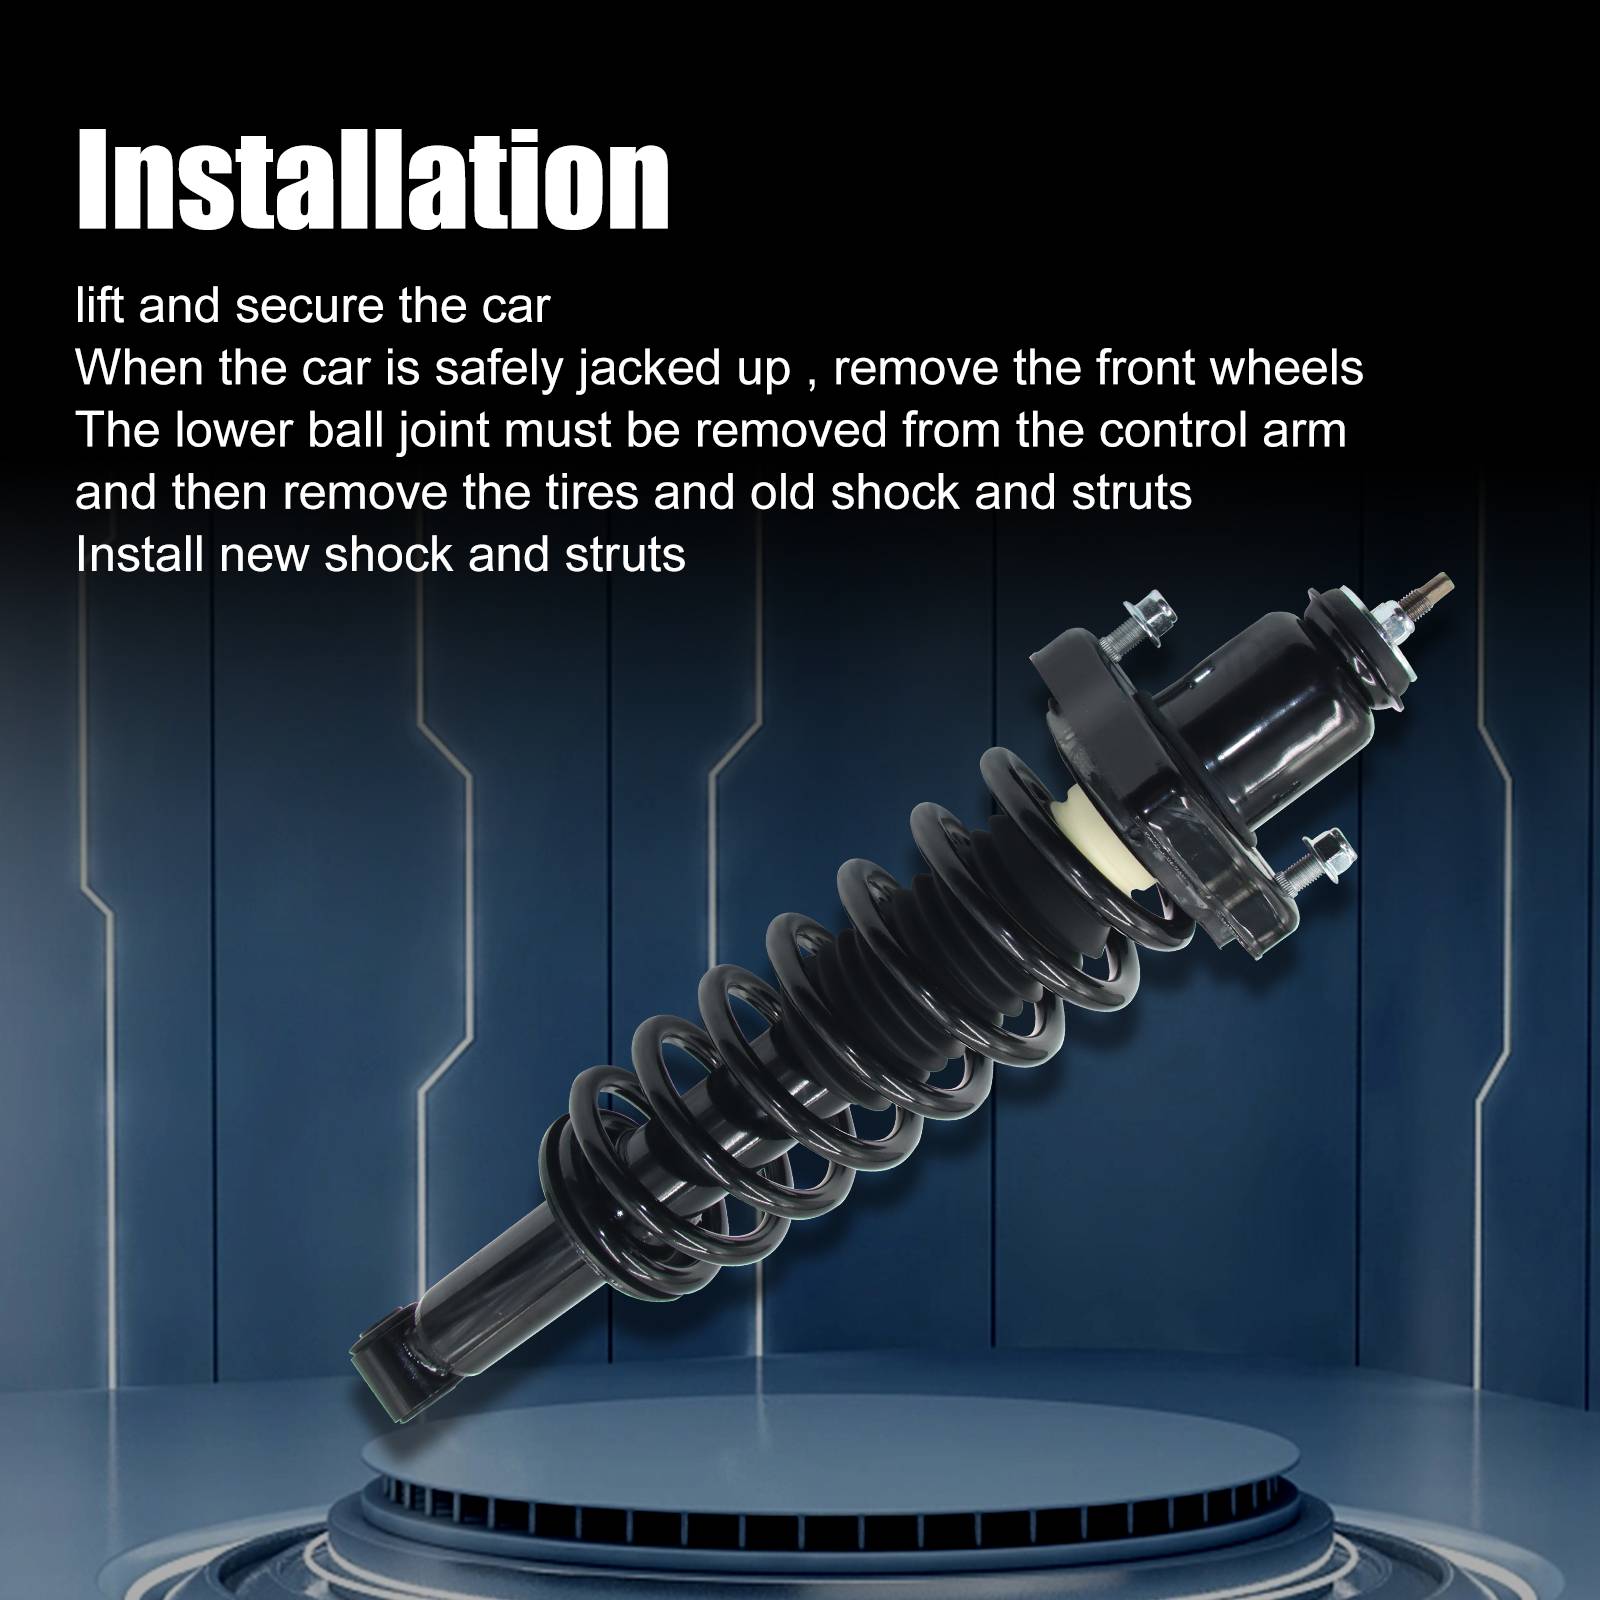 Installation
lift and secure the car
When the car is safely jacked up , remove the front wheels
The lower ball joint must be removed from the control arm
and then remove the tires and old shock and struts
Install new shock and struts